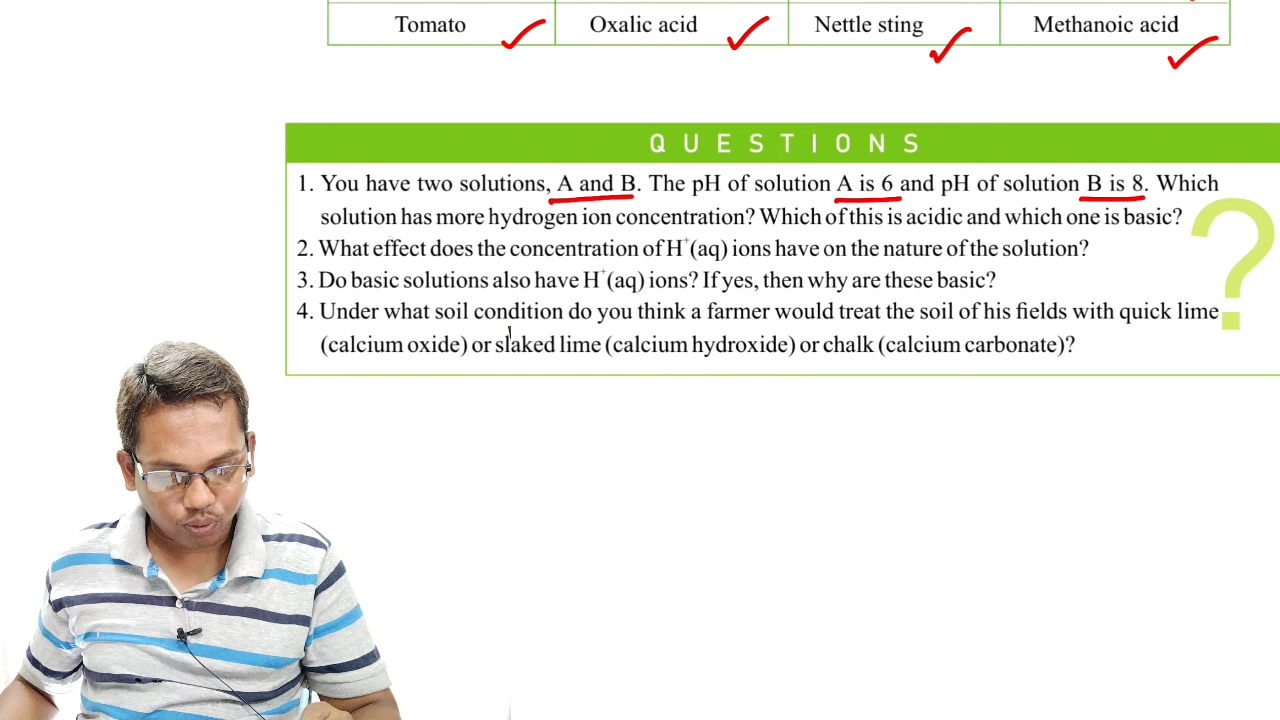 Tomato Oxalic acid Nettle sting Methanoic acid
QUESTIONS
1. You have two solutions, A and B. The pH of solution A is 6 and pH of solution B is 8. Which
solution has more hydrogen ion concentration? Which of this is acidic and which one is basic?
2. What effect does the concentration of H⁺(aq) ions have on the nature of the solution?
3. Do basic solutions also have H⁺(aq) ions? If yes, then why are these basic?
4. Under what soil condition do you think a farmer would treat the soil of his fields with quick lime
(calcium oxide) or slaked lime (calcium hydroxide) or chalk (calcium carbonate)?
?